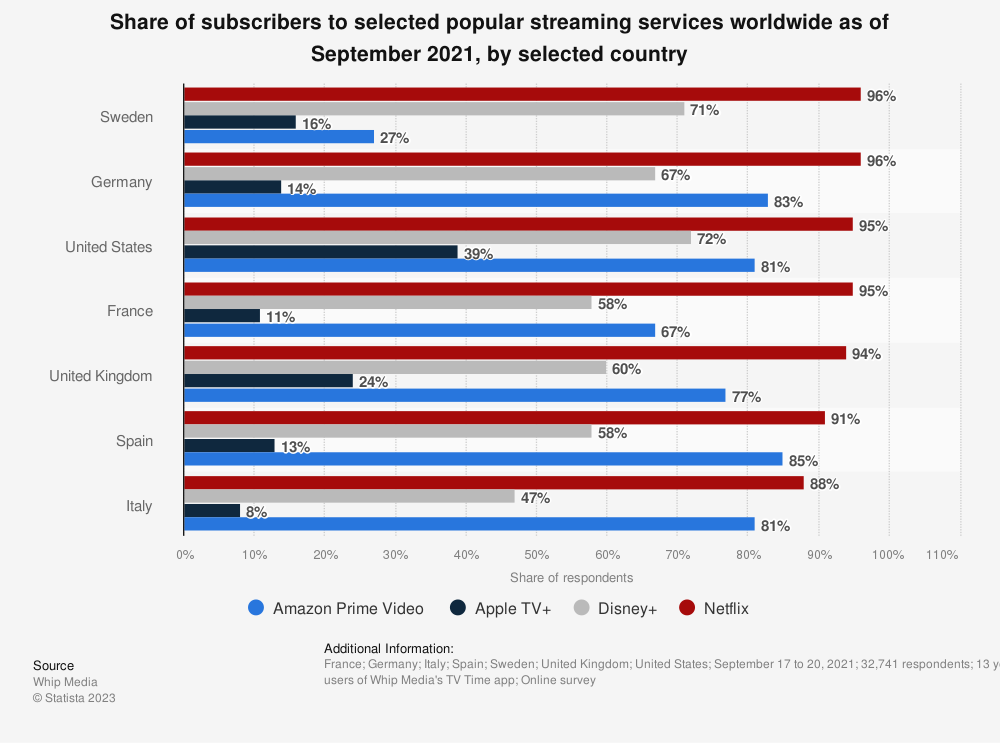 Share of subscribers to selected popular streaming services worldwide as of
September 2021, by selected country
Sweden
96%
71%
16%
27%
Germany
96%
67%
14%
83%
United States
95%
72%
39%
81%
France
95%
58%
11%
67%
United Kingdom
94%
60%
24%
77%
Spain
91%
58%
13%
85%
Italy
88%
47%
8%
81%
0% 10% 20% 30% 40% 50% 60% 70% 80% 90% 100% 110%
Share of respondents
Amazon Prime Video Apple TV+ Disney+ Netflix
Additional Information:
France; Germany; Italy; Spain; Sweden; United Kingdom; United States; September 17 to 20, 2021; 32,741 respondents; 13
users of Whip Media's TV Time app; Online survey
Source
Whip Media
© Statista 2023